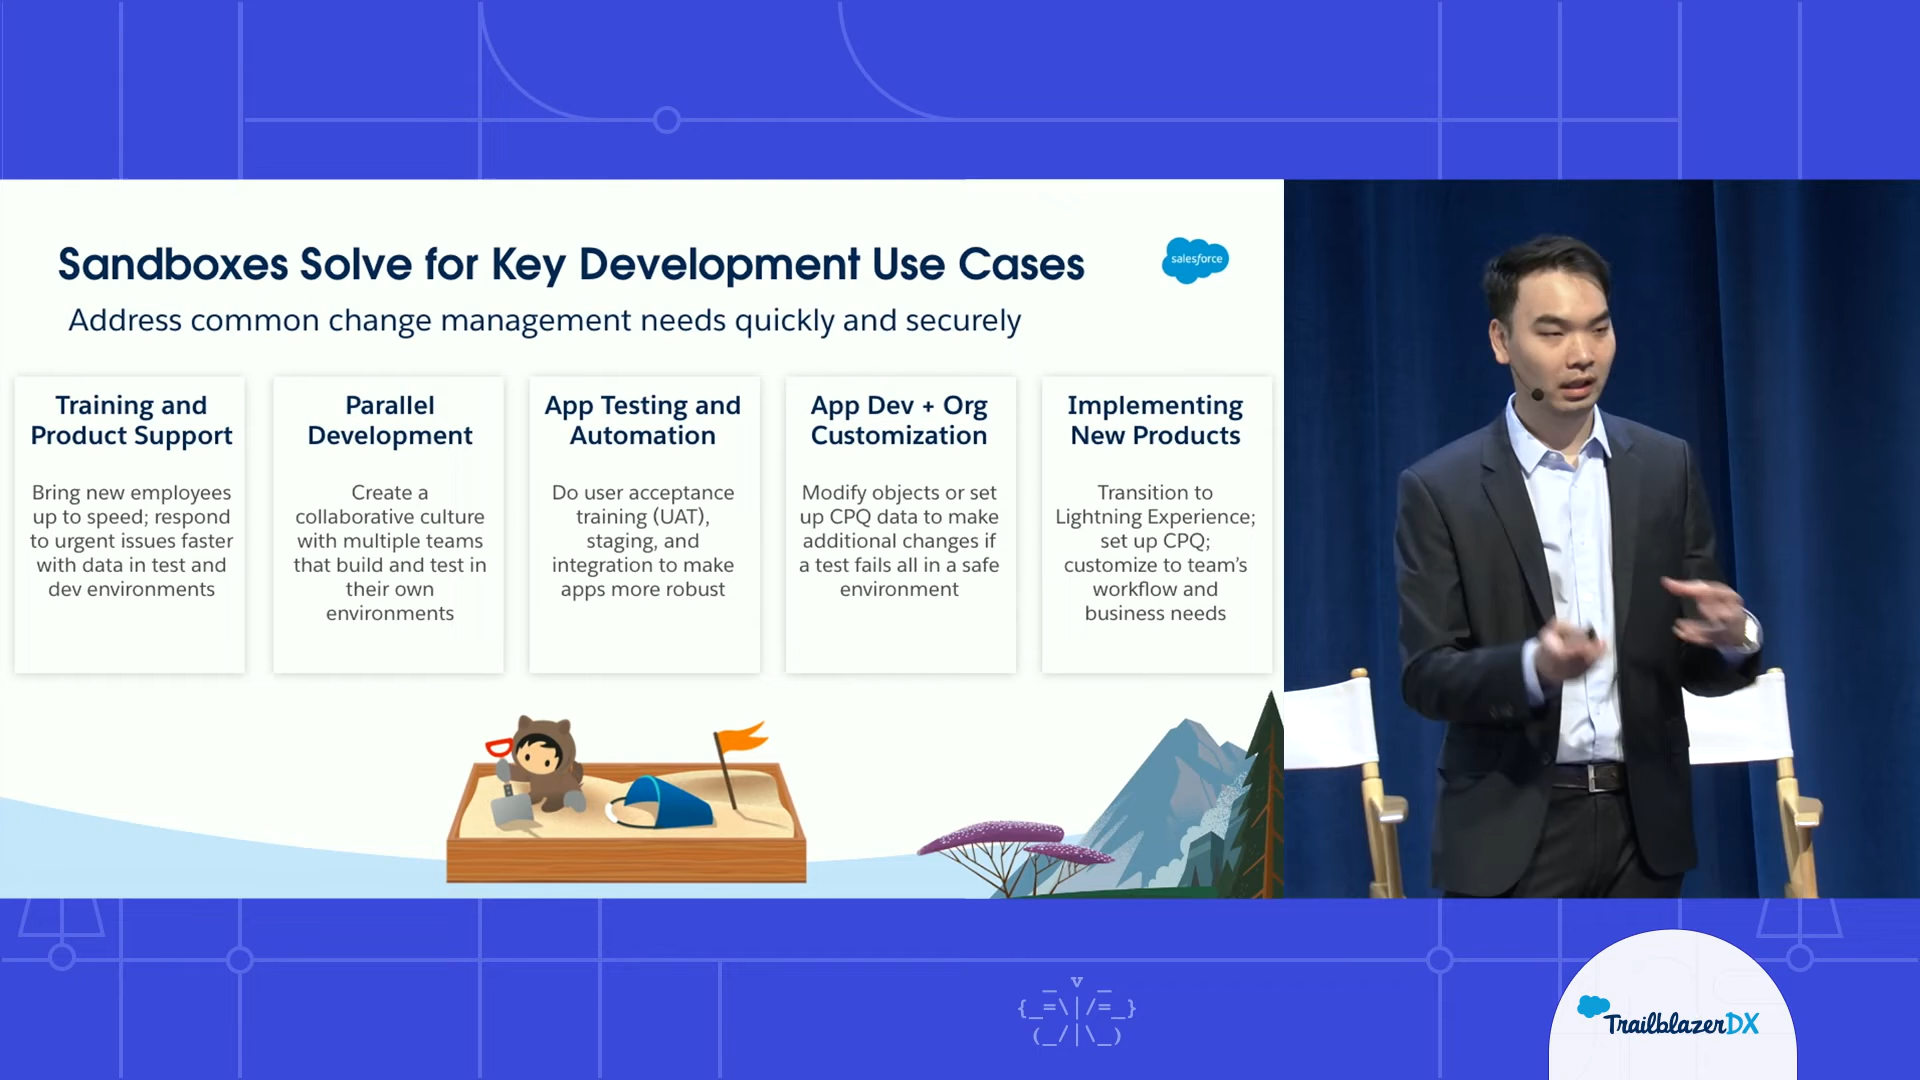 Sandboxes Solve for Key Development Use Cases
salesforce
Address common change management needs quickly and securely
Training and
Product Support
Bring new employees
up to speed; respond
to urgent issues faster
with data in test and
dev environments
Parallel
Development
Create a
collaborative culture
with multiple teams
that build and test in
their own
environments
App Testing and
Automation
Do user acceptance
training (UAT),
staging, and
integration to make
apps more robust
App Dev + Org
Customization
Modify objects or set
up CPQ data to make
additional changes if
a test fails all in a safe
environment
Implementing
New Products
Transition to
Lightning Experience;
set up CPQ;
customize to team’s
workflow and
business needs
_ v _
{_=\|/=_}
(_/|\_)
TrailblazerDX